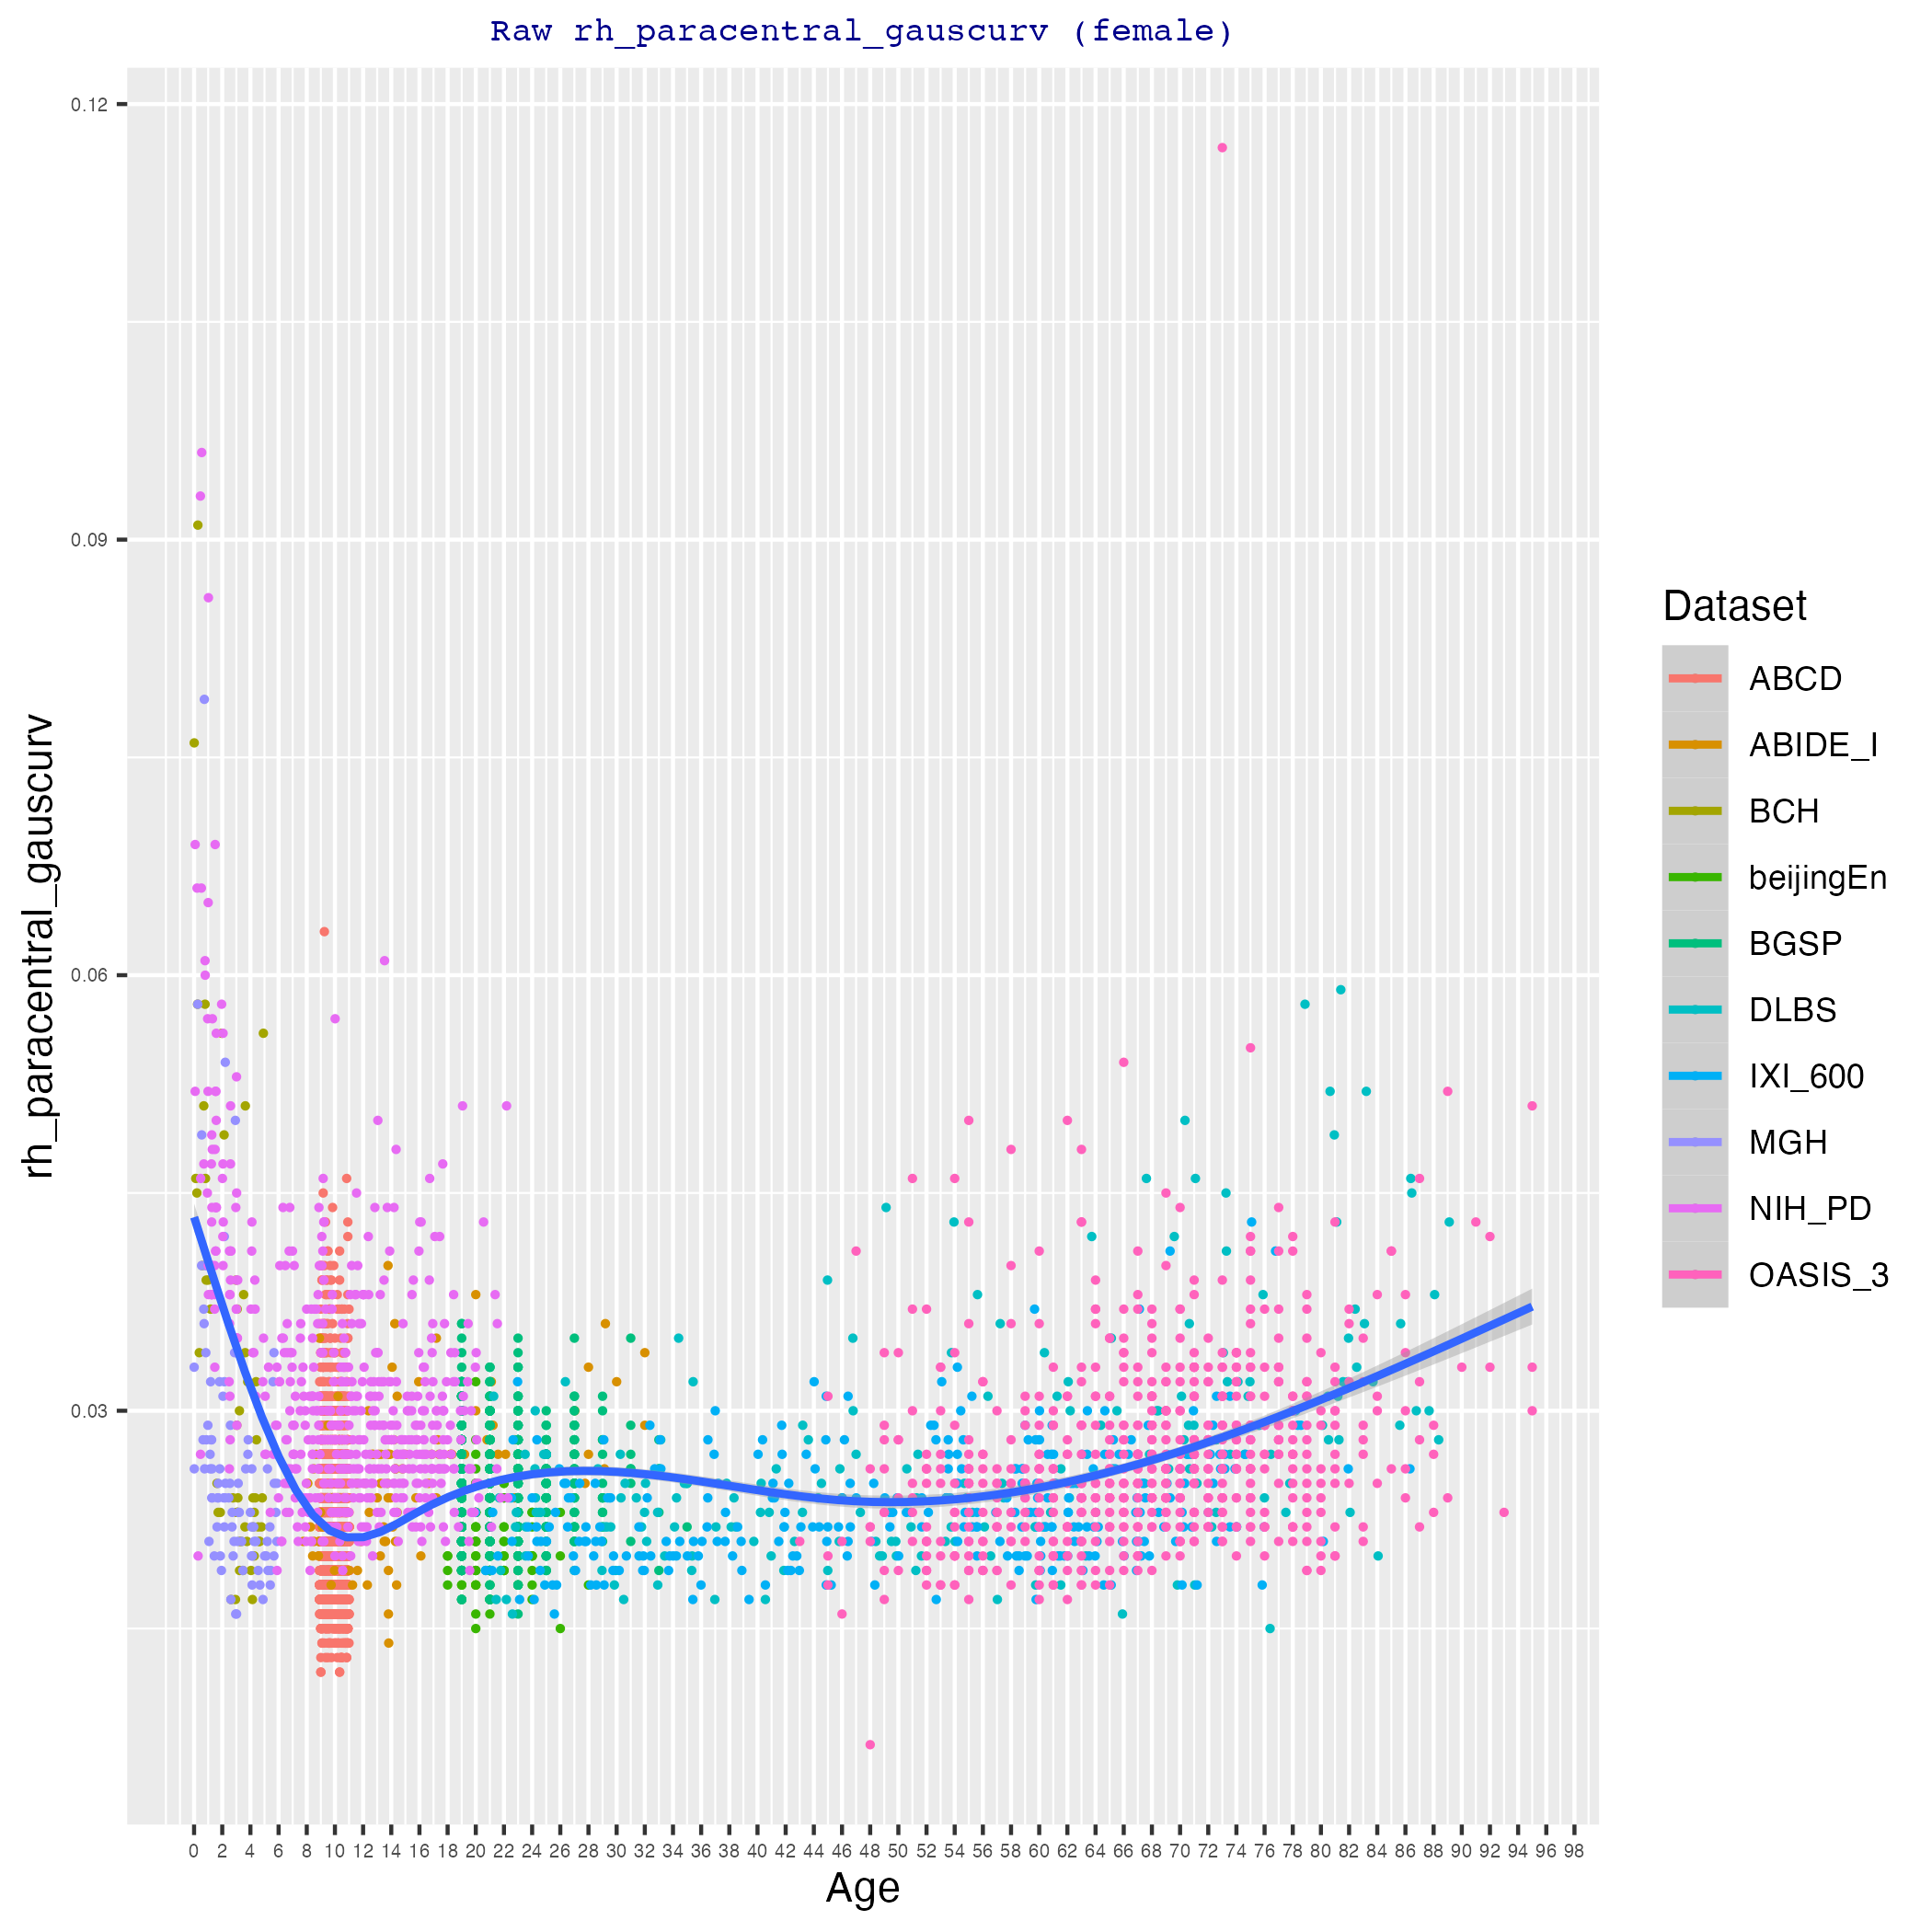 Raw rh_paracentral_gauscurv (female)
rh_paracentral_gauscurv
0.12
0.09
0.06
0.03
0 2 4 6 8 10 12 14 16 18 20 22 24 26 28 30 32 34 36 38 40 42 44 46 48 50 52 54 56 58 60 62 64 66 68 70 72 74 76 78 80 82 84 86 88 90 92 94 96 98
Age
Dataset
ABCD
ABIDE_I
BCH
beijingEn
BGSP
DLBS
IXI_600
MGH
NIH_PD
OASIS_3